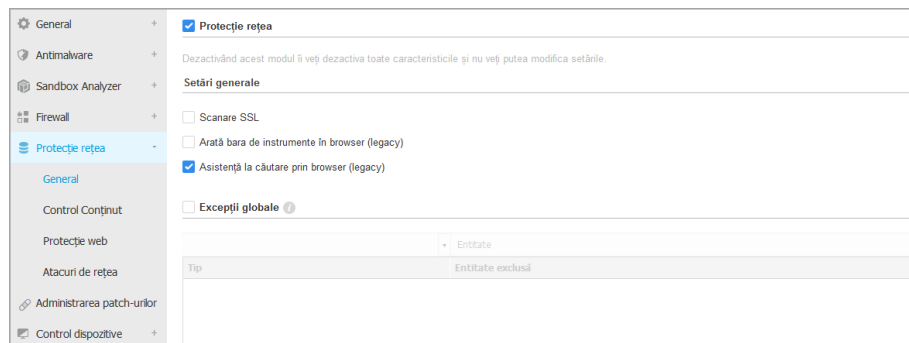 General +
Antimalware +
Sandbox Analyzer +
Firewall +
Protecție rețea -
General
Control Conținut
Protecție web
Atacuri de rețea
Administrarea patch-urilor
Control dispozitive +
Protecție rețea
Dezactivând acest modul îi veți dezactiva toate caracteristicile și nu veți putea modifica setările.
Setări generale
Scanare SSL
Arată bara de instrumente în browser (legacy)
Asistență la căutare prin browser (legacy)
Excepții globale i
Entitate
Tip Entitate exclusă